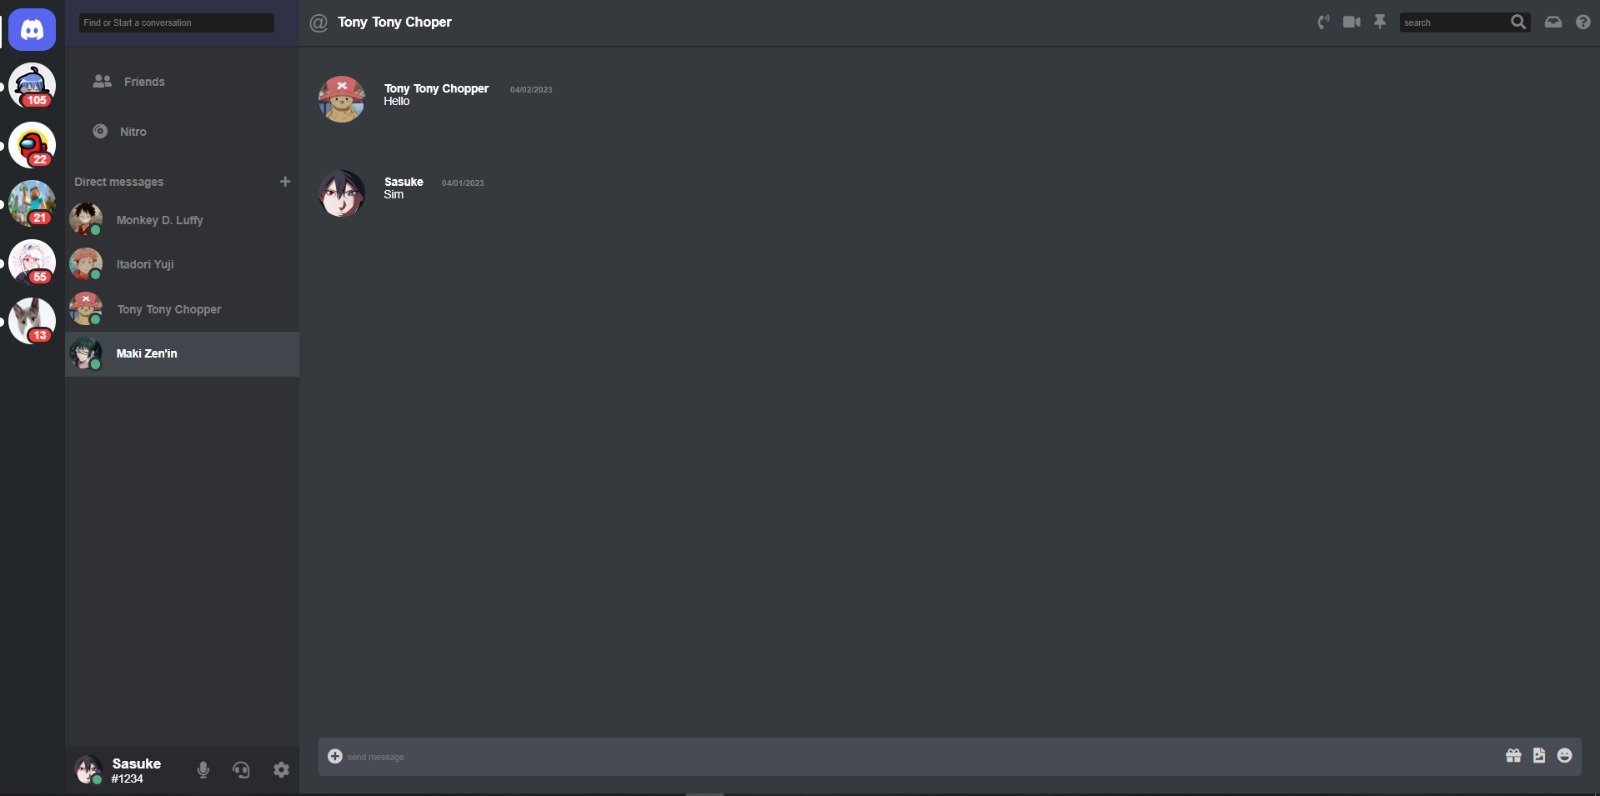 Find or Start a conversation
@ Tony Tony Choper
search
105
22
21
55
13
Friends
Nitro
Direct messages
Monkey D. Luffy
Itadori Yuji
Tony Tony Chopper
Maki Zen'in
Sasuke
#1234
Tony Tony Chopper 04/02/2023
Hello
Sasuke 04/01/2023
Sim
send message